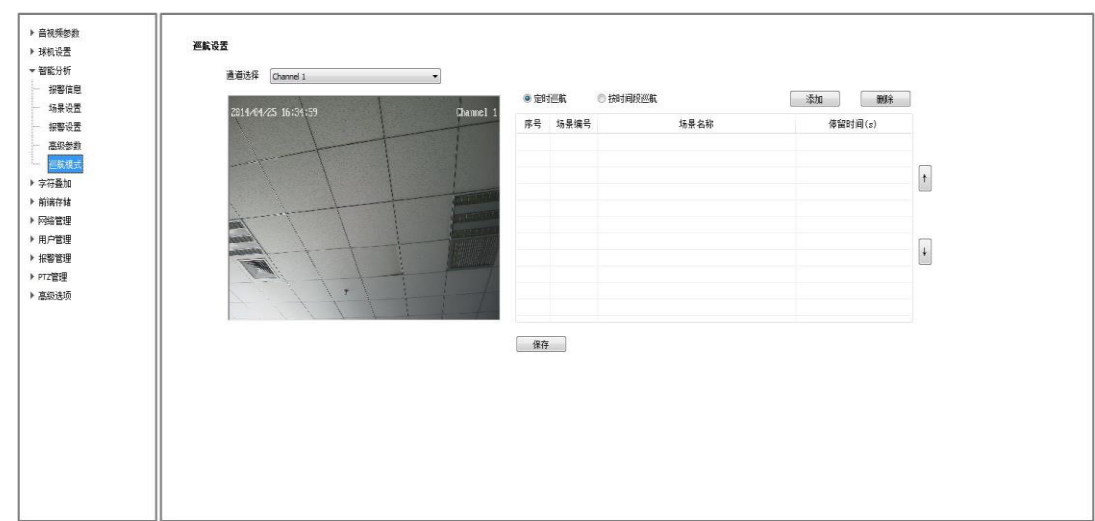 音视频参数
球机设置
智能分析
报警信息
场景设置
报警设置
高级参数
巡航模式
字符叠加
前端存储
网络管理
用户管理
报警管理
PTZ管理
高级选项
巡航设置
通道选择 Channel 1
2014/04/25 16:34:59 Channel 1
定时巡航 按时间段巡航 添加 删除
序号 场景编号 场景名称 停留时间(s)
↑
↓
保存